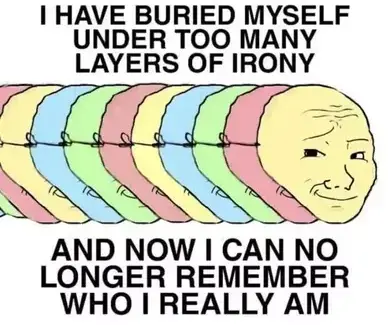 I HAVE BURIED MYSELF
UNDER TOO MANY
LAYERS OF IRONY
AND NOW I CAN NO
LONGER REMEMBER
WHO I REALLY AM